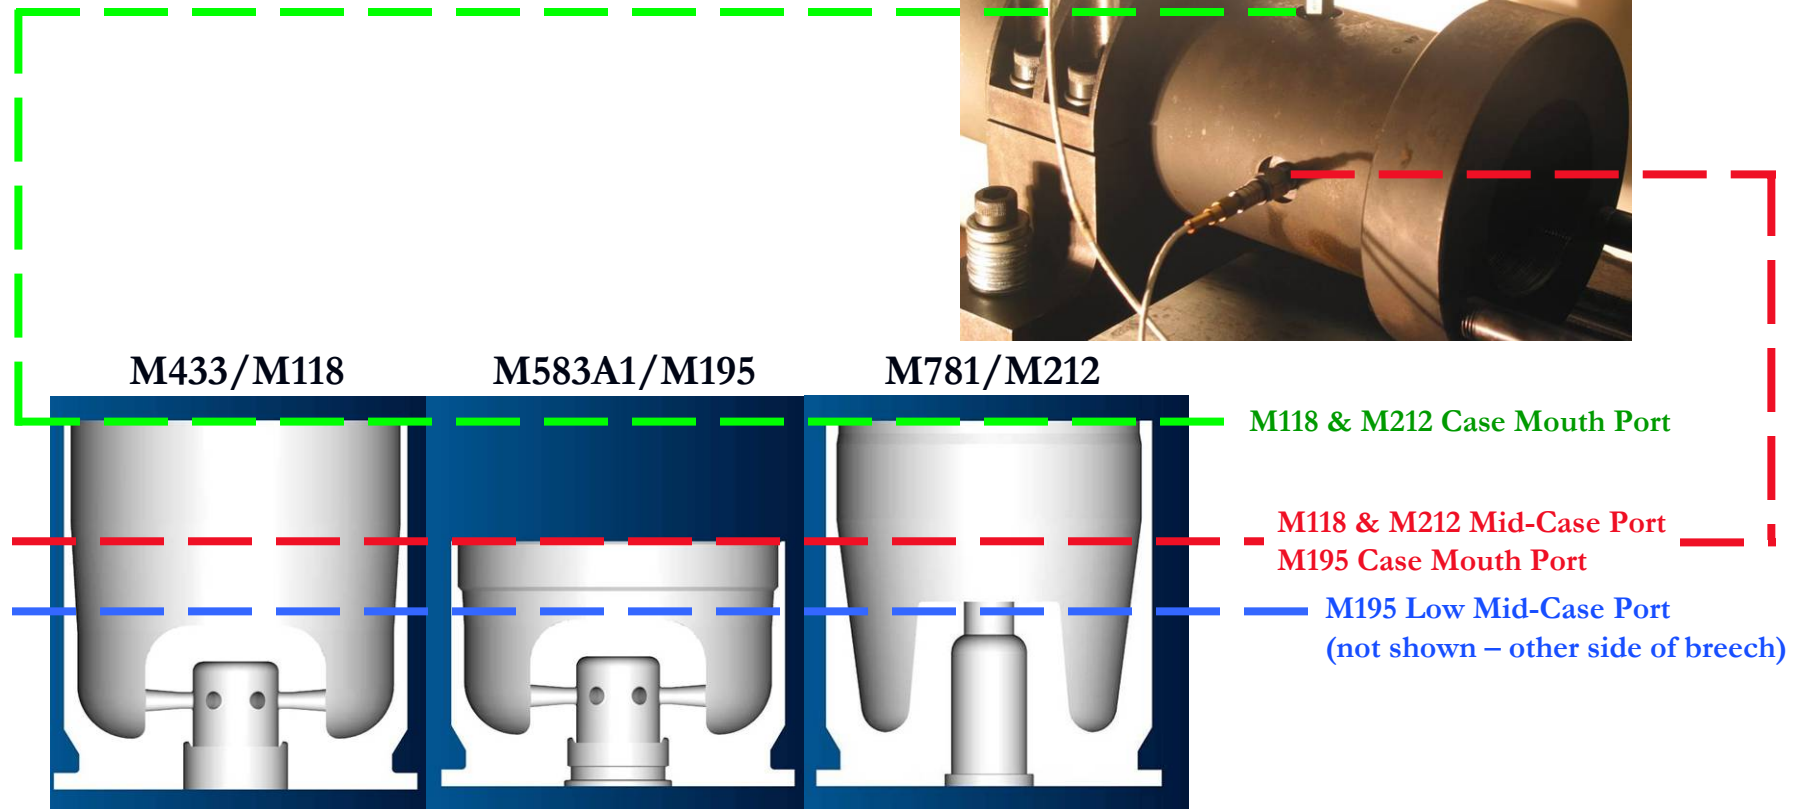 M433/M118
M583A1/M195
M781/M212
M118 & M212 Case Mouth Port
M118 & M212 Mid-Case Port
M195 Case Mouth Port
M195 Low Mid-Case Port
(not shown – other side of breech)